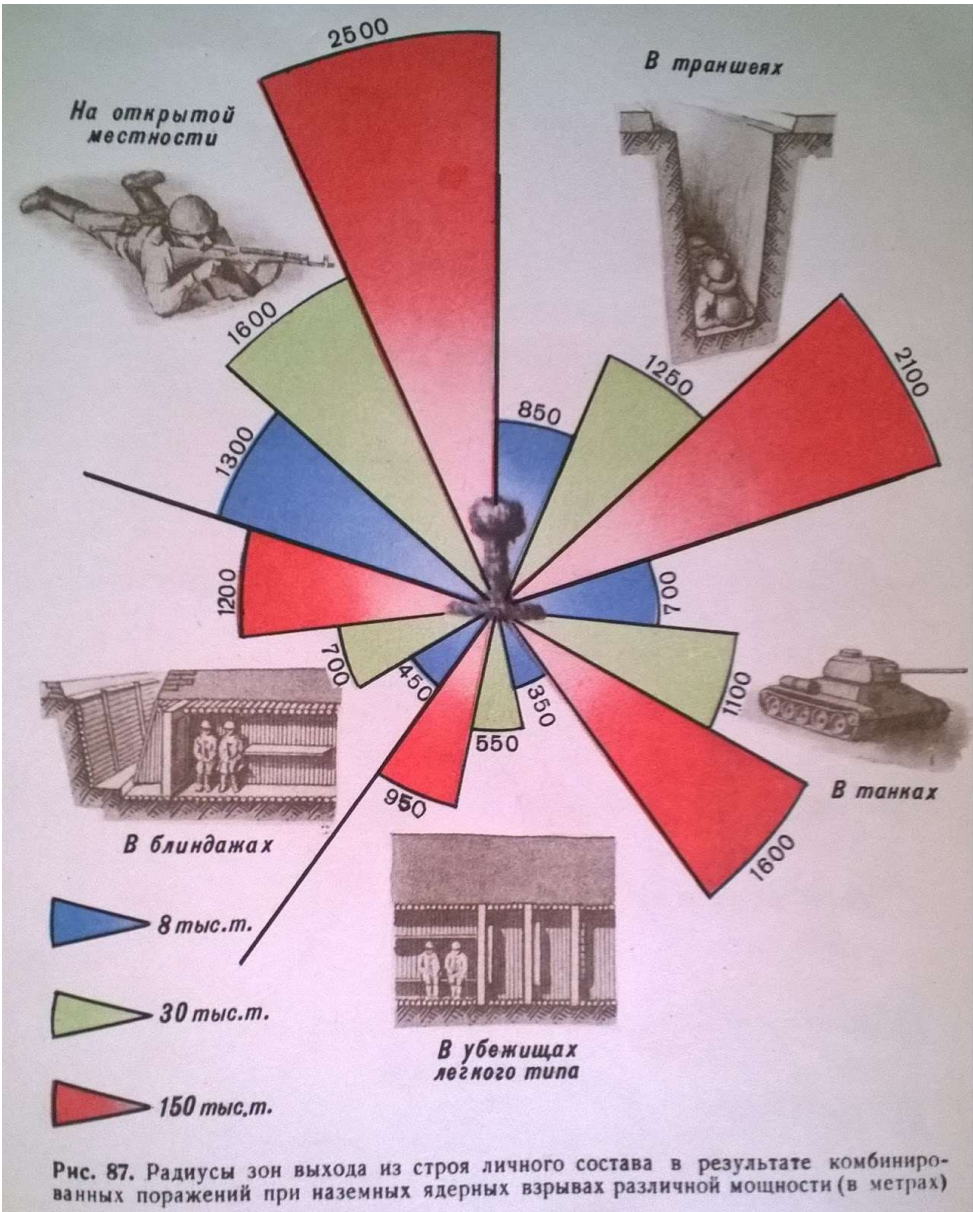 2500
В траншеях
На открытой
местности
1600
1250
2100
850
1300
1200
700
700
450
350
1100
550
В танках
950
1600
В блиндажах
8 тыс.т.
30 тыс.т.
В убежищах
легкого типа
150 тыс.т.
Рис. 87. Радиусы зон выхода из строя личного состава в результате комбиниро-
ванных поражений при наземных ядерных взрывах различной мощности (в метрах)